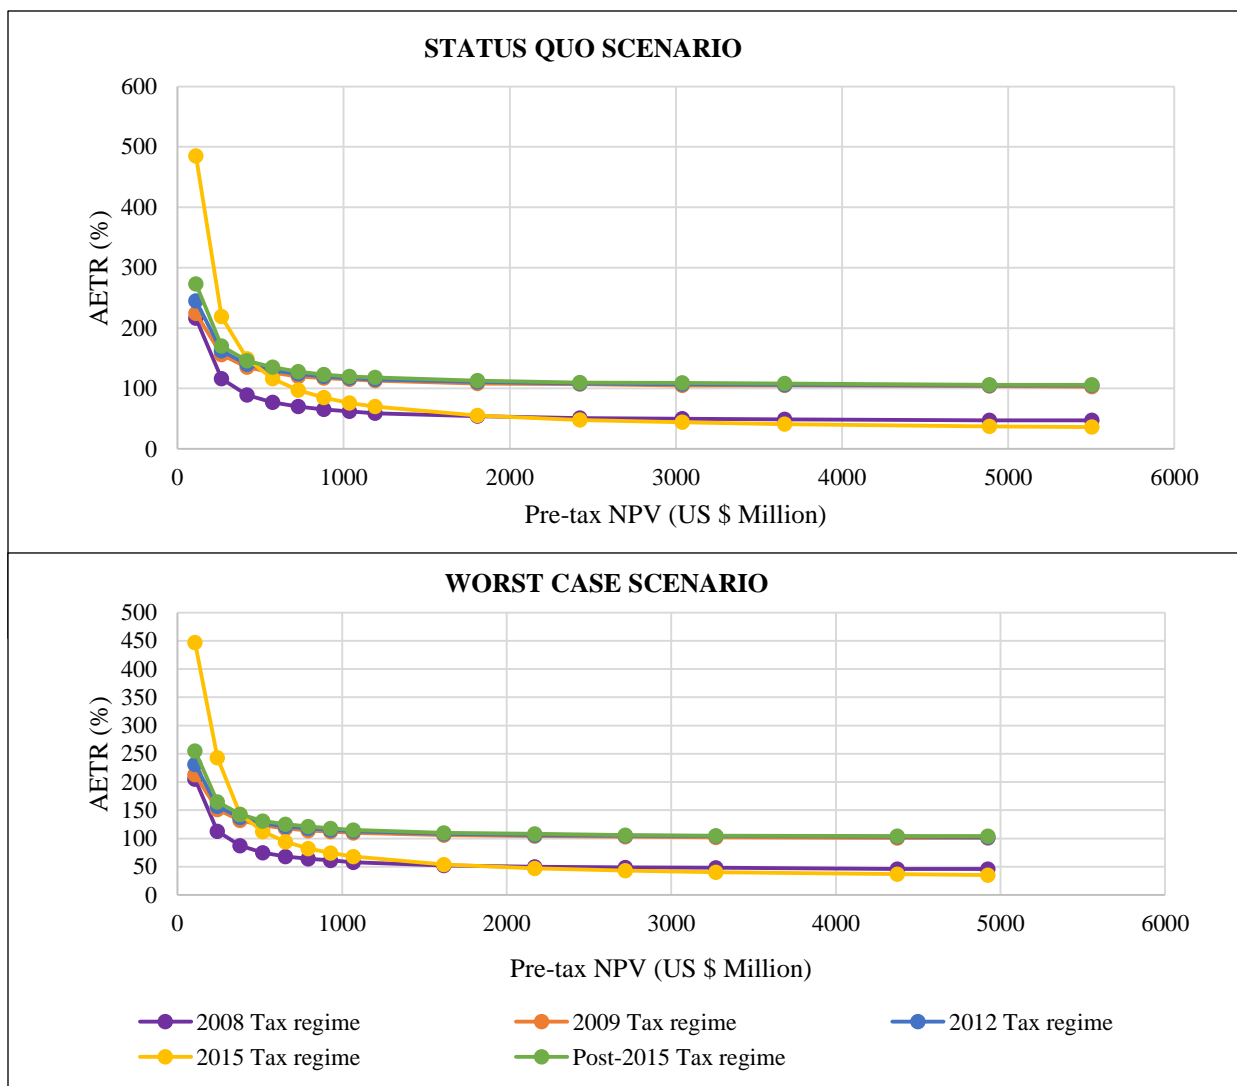 STATUS QUO SCENARIO
600
500
400
300
200
100
0
AETR (%)
0 1000 2000 3000 4000 5000 6000
Pre-tax NPV (US $ Million)
WORST CASE SCENARIO
500
450
400
350
300
250
200
150
100
50
0
AETR (%)
0 1000 2000 3000 4000 5000 6000
Pre-tax NPV (US $ Million)
2008 Tax regime 2009 Tax regime 2012 Tax regime
2015 Tax regime Post-2015 Tax regime